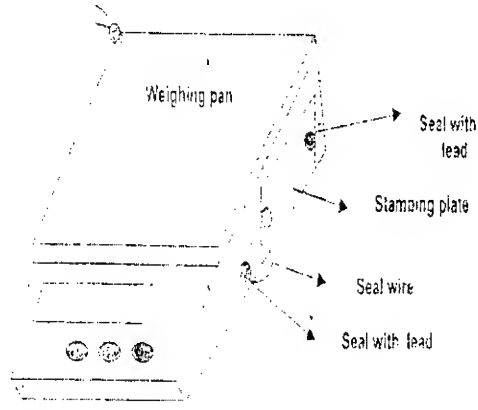 Weighing pan
Seal with
lead
Stamping plate
Seal wire
Seal with lead